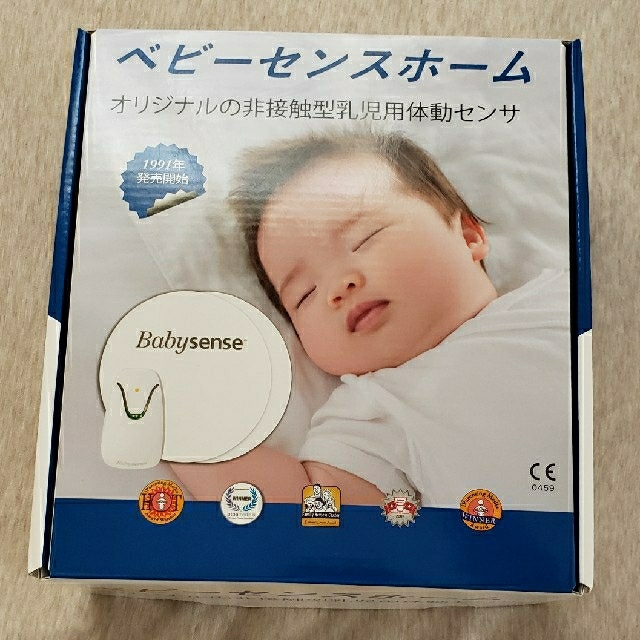 ベビーセンスホーム
オリジナルの非接触型乳児用体動センサ
1991年
発売開始
Babysense
CE
0459
WINNER
WINNER